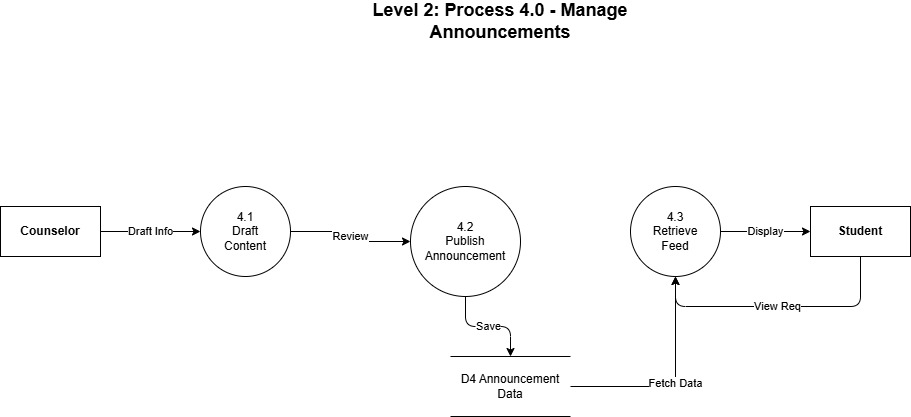 Level 2: Process 4.0 - Manage
Announcements
Counselor
Draft Info
4.1
Draft
Content
Review
4.2
Publish
Announcement
4.3
Retrieve
Feed
Display
Student
View Req
Save
D4 Announcement
Data
Fetch Data